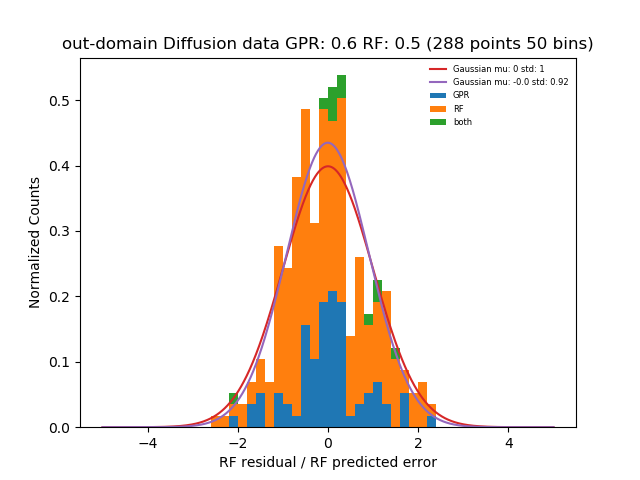 out-domain Diffusion data GPR: 0.6 RF: 0.5 (288 points 50 bins)
Gaussian mu: 0 std: 1
Gaussian mu: -0.0 std: 0.92
GPR
RF
both
Normalized Counts
0.5
0.4
0.3
0.2
0.1
0.0
−4
−2
0
2
4
RF residual / RF predicted error